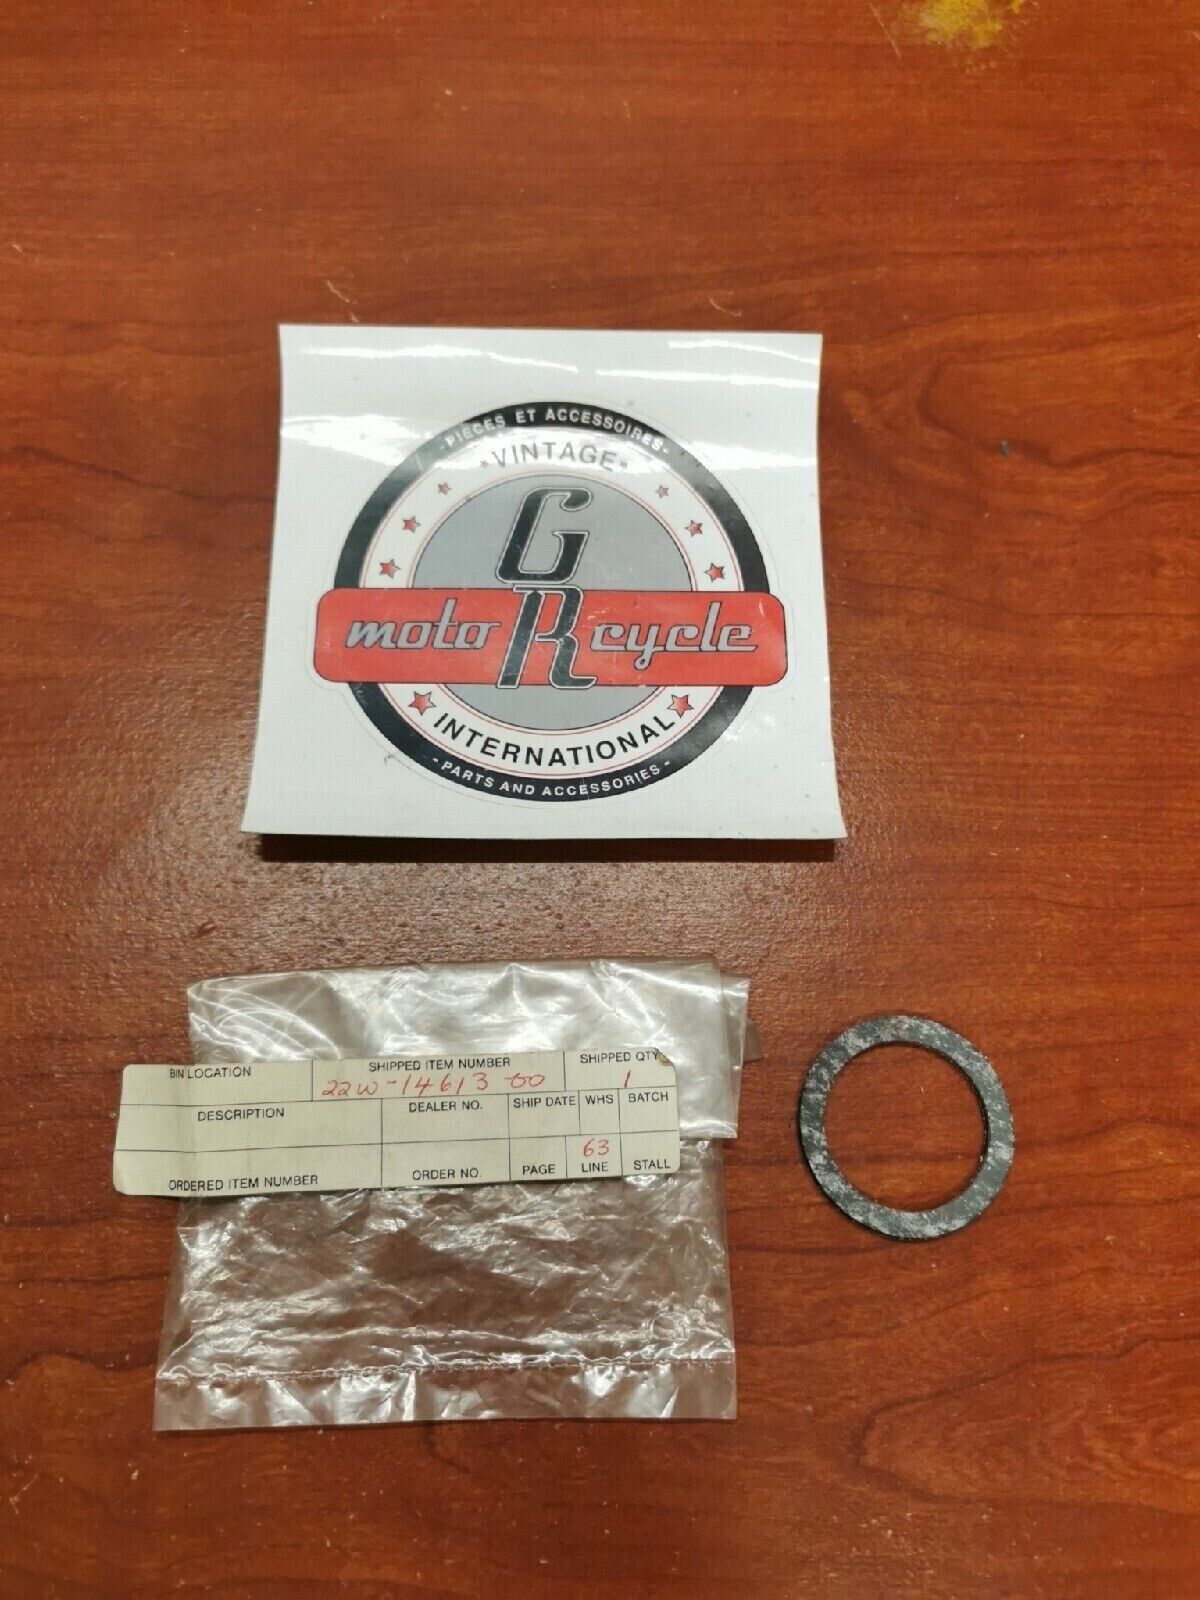 - PIÈCES ET ACCESSOIRES -
• VINTAGE •
G
moto R cycle
INTERNATIONAL
- PARTS AND ACCESSORIES -
BIN LOCATION SHIPPED ITEM NUMBER SHIPPED QTY
22W-14613-00 1
DESCRIPTION DEALER NO. SHIP DATE WHS BATCH
63
ORDERED ITEM NUMBER ORDER NO. PAGE LINE STALL